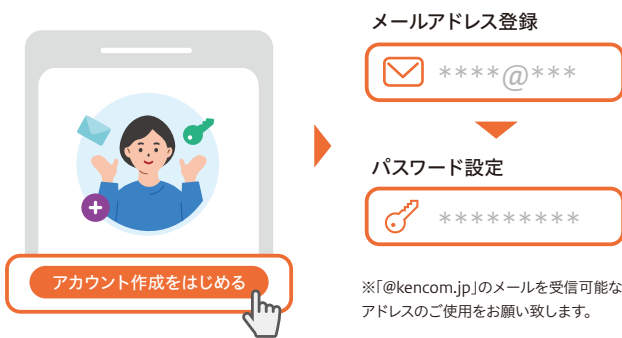 アカウント作成をはじめる
メールアドレス登録
****@***
パスワード設定
*********
※「@kencom.jp」のメールを受信可能な
アドレスのご使用をお願い致します。